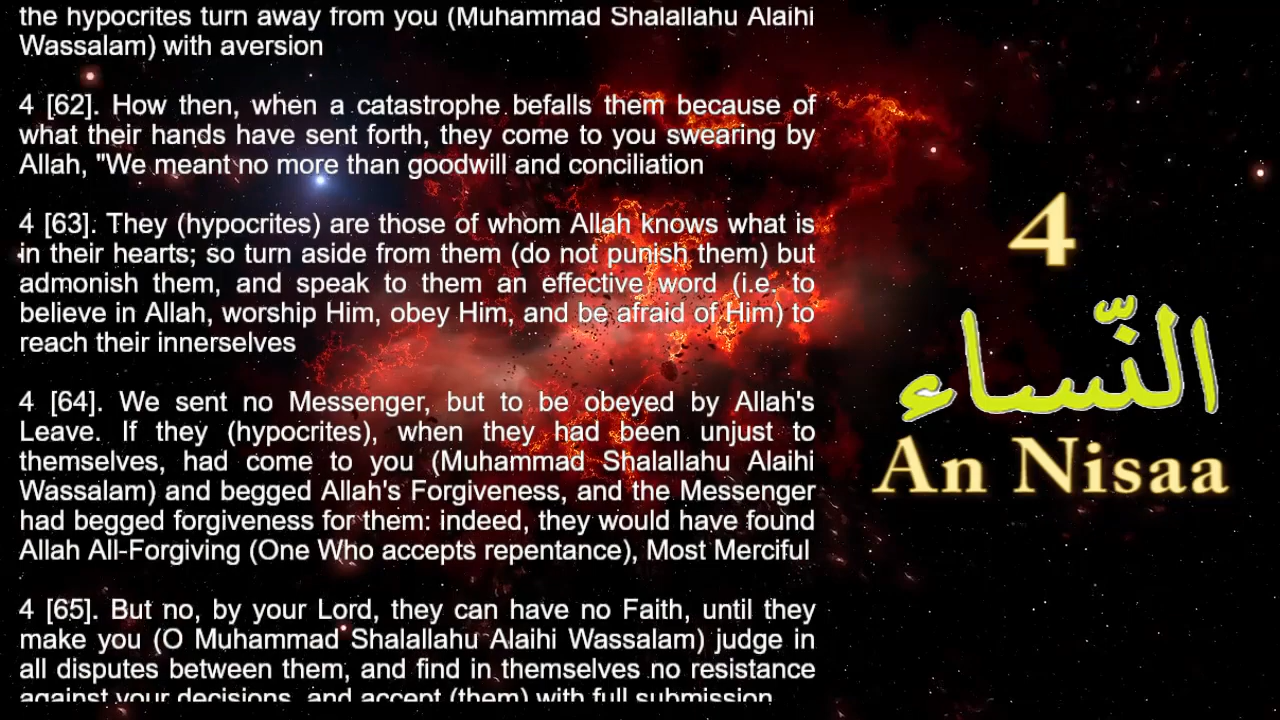 the hypocrites turn away from you (Muhammad Shalallahu Alaihi
Wassalam) with aversion
4 [62]. How then, when a catastrophe befalls them because of
what their hands have sent forth, they come to you swearing by
Allah, "We meant no more than goodwill and conciliation
4 [63]. They (hypocrites) are those of whom Allah knows what is
in their hearts; so turn aside from them (do not punish them) but
admonish them, and speak to them an effective word (i.e. to
believe in Allah, worship Him, obey Him, and be afraid of Him) to
reach their innerselves
4 [64]. We sent no Messenger, but to be obeyed by Allah's
Leave. If they (hypocrites), when they had been unjust to
themselves, had come to you (Muhammad Shalallahu Alaihi
Wassalam) and begged Allah's Forgiveness, and the Messenger
had begged forgiveness for them: indeed, they would have found
Allah All-Forgiving (One Who accepts repentance), Most Merciful
4 [65]. But no, by your Lord, they can have no Faith, until they
make you (O Muhammad Shalallahu Alaihi Wassalam) judge in
all disputes between them, and find in themselves no resistance
against your decisions, and accept (them) with full submission
4
النّساء
An Nisaa